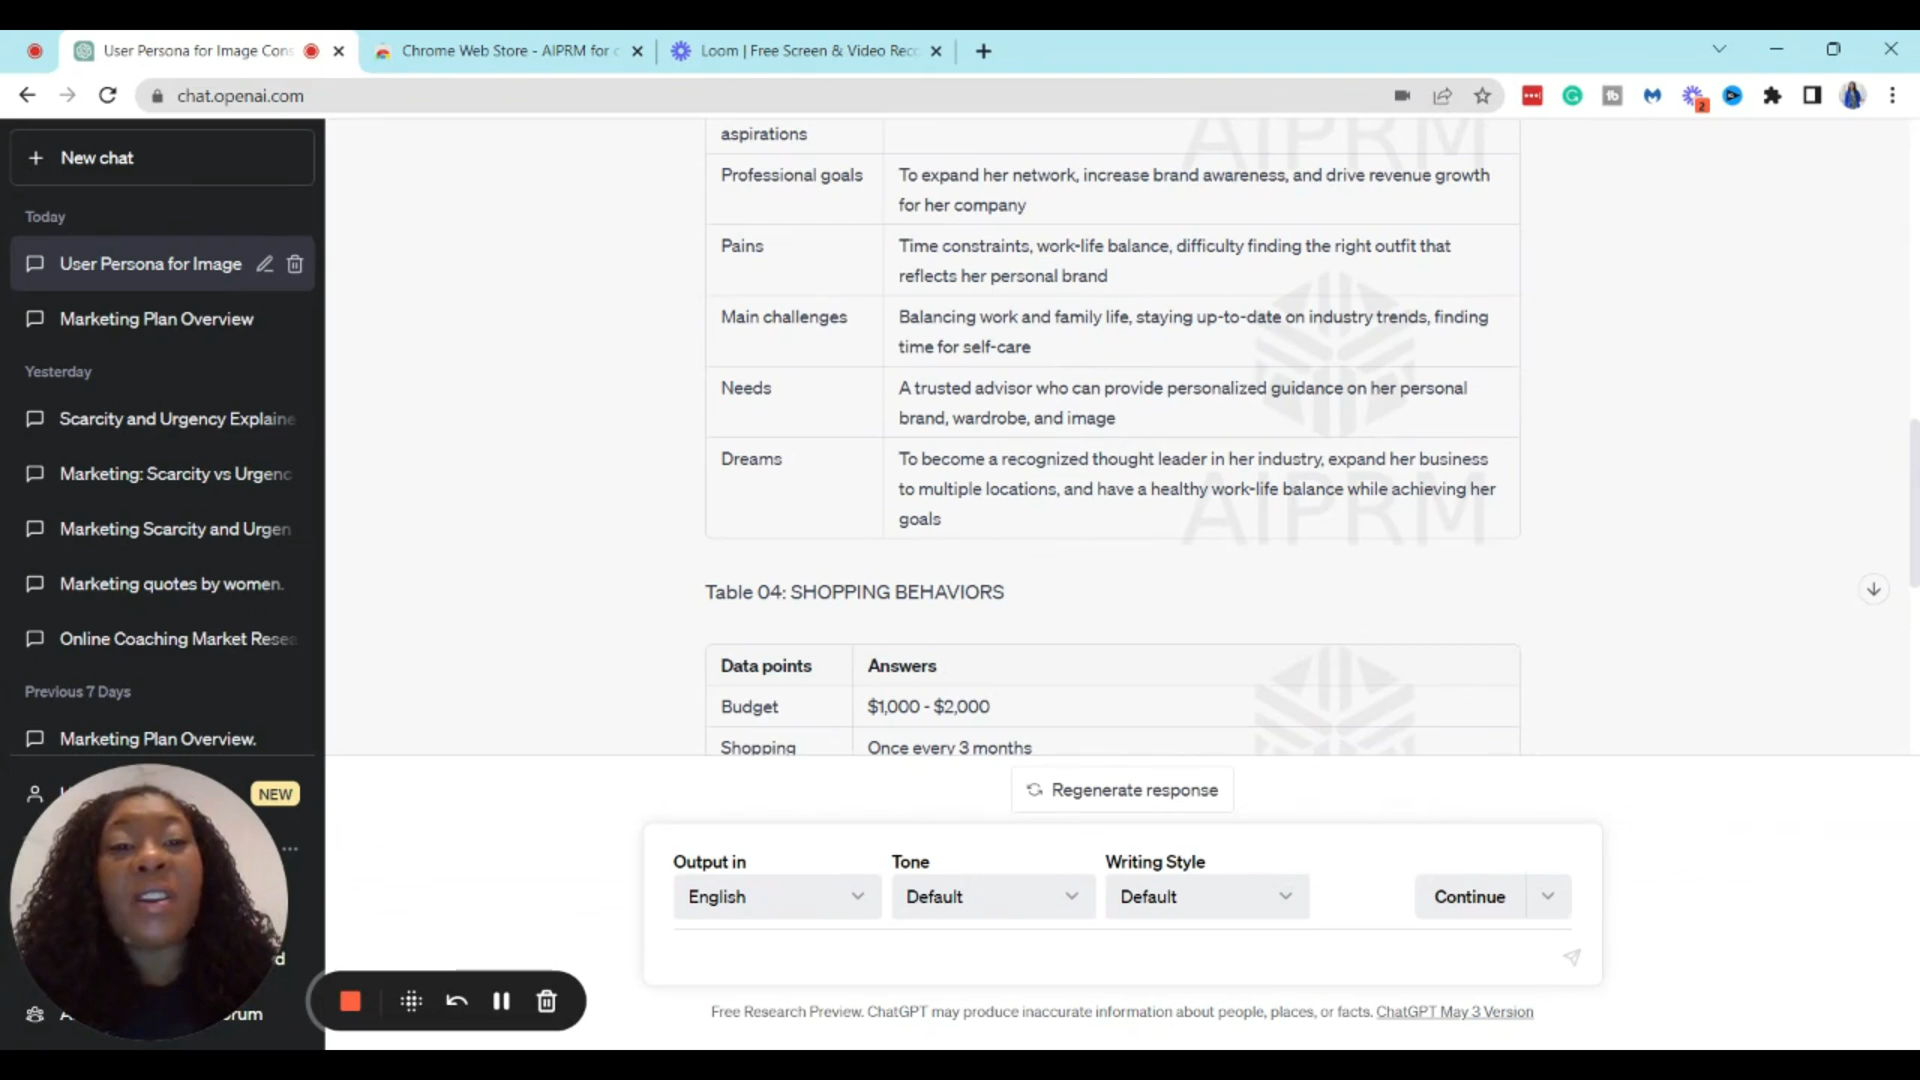 User Persona for Image Cons
Chrome Web Store - AIPRM for c
Loom | Free Screen & Video Rec
chat.openai.com
2
New chat
Today
User Persona for Image
Marketing Plan Overview
Yesterday
Scarcity and Urgency Explaine
Marketing: Scarcity vs Urgenc
Marketing Scarcity and Urgen
Marketing quotes by women.
Online Coaching Market Resea
Previous 7 Days
Marketing Plan Overview.
NEW
d
rum
aspirations
Professional goals
To expand her network, increase brand awareness, and drive revenue growth
for her company
Pains
Time constraints, work-life balance, difficulty finding the right outfit that
reflects her personal brand
Main challenges
Balancing work and family life, staying up-to-date on industry trends, finding
time for self-care
Needs
A trusted advisor who can provide personalized guidance on her personal
brand, wardrobe, and image
Dreams
To become a recognized thought leader in her industry, expand her business
to multiple locations, and have a healthy work-life balance while achieving her
goals
AIPRM
AIPRM
Table 04: SHOPPING BEHAVIORS
Data points
Answers
Budget
$1,000 - $2,000
Shopping
Once every 3 months
Regenerate response
Output in
Tone
Writing Style
English
Default
Default
Continue
Free Research Preview. ChatGPT may produce inaccurate information about people, places, or facts. ChatGPT May 3 Version